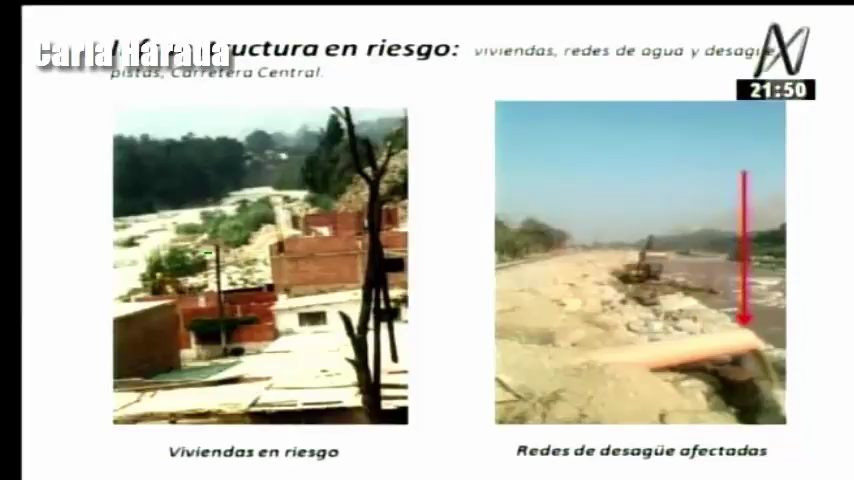 Carla Harada
en riesgo: viviendas, redes de agua y desagüe,
pistas, Carretera Central.
N
21:50
Viviendas en riesgo
Redes de desagüe afectadas